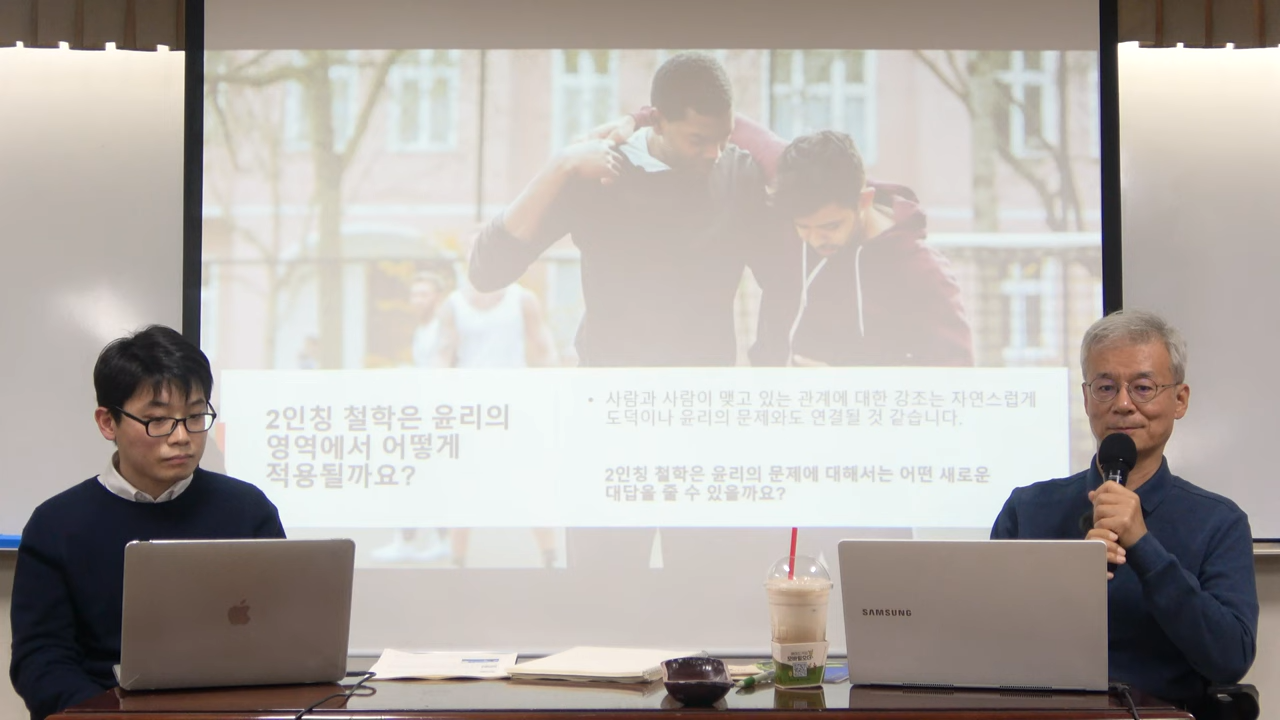 2인칭 철학은 윤리의
영역에서 어떻게
적용될까요?
• 사람과 사람이 맺고 있는 관계에 대한 강조는 자연스럽게
도덕이나 윤리의 문제와도 연결될 것 같습니다.
2인칭 철학은 윤리의 문제에 대해서는 어떤 새로운
대답을 줄 수 있을까요?
SAMSUNG